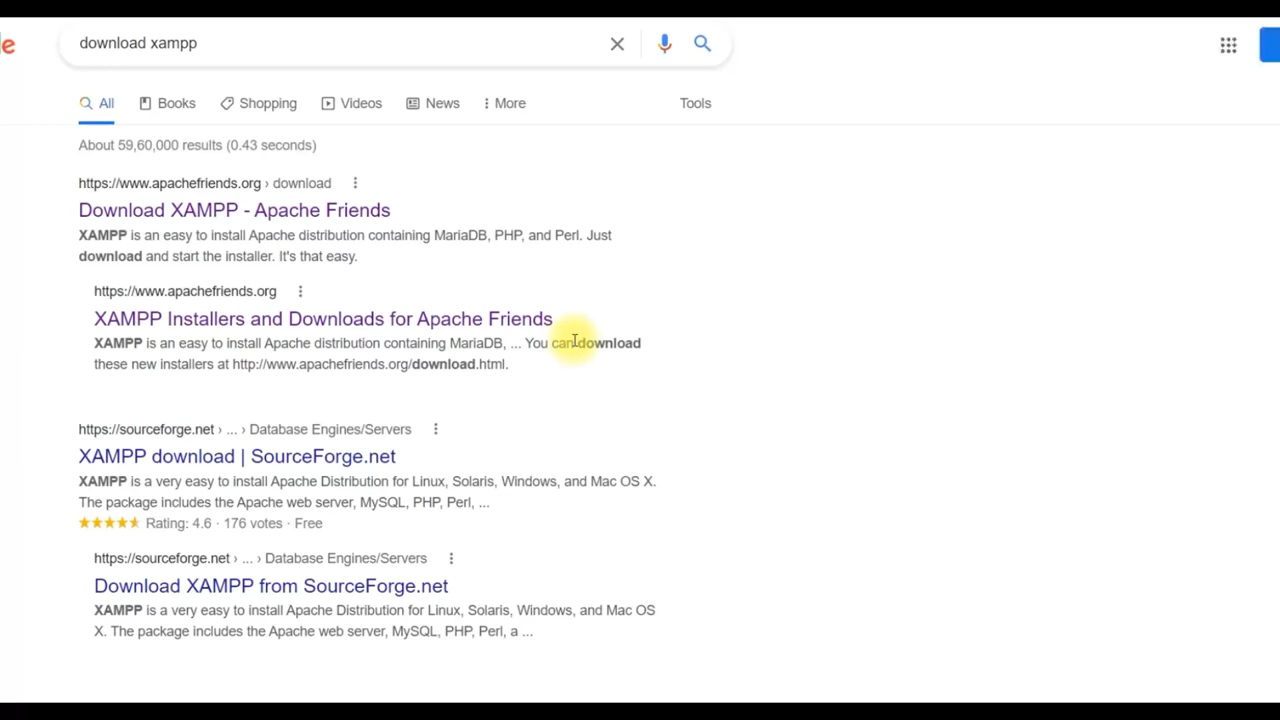 e
download xampp
All Books Shopping Videos News More Tools
About 59,60,000 results (0.43 seconds)
https://www.apachefriends.org › download
Download XAMPP - Apache Friends
XAMPP is an easy to install Apache distribution containing MariaDB, PHP, and Perl. Just
download and start the installer. It's that easy.
https://www.apachefriends.org
XAMPP Installers and Downloads for Apache Friends
XAMPP is an easy to install Apache distribution containing MariaDB, ... You can download
these new installers at http://www.apachefriends.org/download.html.
https://sourceforge.net › ... › Database Engines/Servers
XAMPP download | SourceForge.net
XAMPP is a very easy to install Apache Distribution for Linux, Solaris, Windows, and Mac OS X.
The package includes the Apache web server, MySQL, PHP, Perl, ...
Rating: 4.6 · 176 votes · Free
https://sourceforge.net › ... › Database Engines/Servers
Download XAMPP from SourceForge.net
XAMPP is a very easy to install Apache Distribution for Linux, Solaris, Windows, and Mac OS
X. The package includes the Apache web server, MySQL, PHP, Perl, a ...